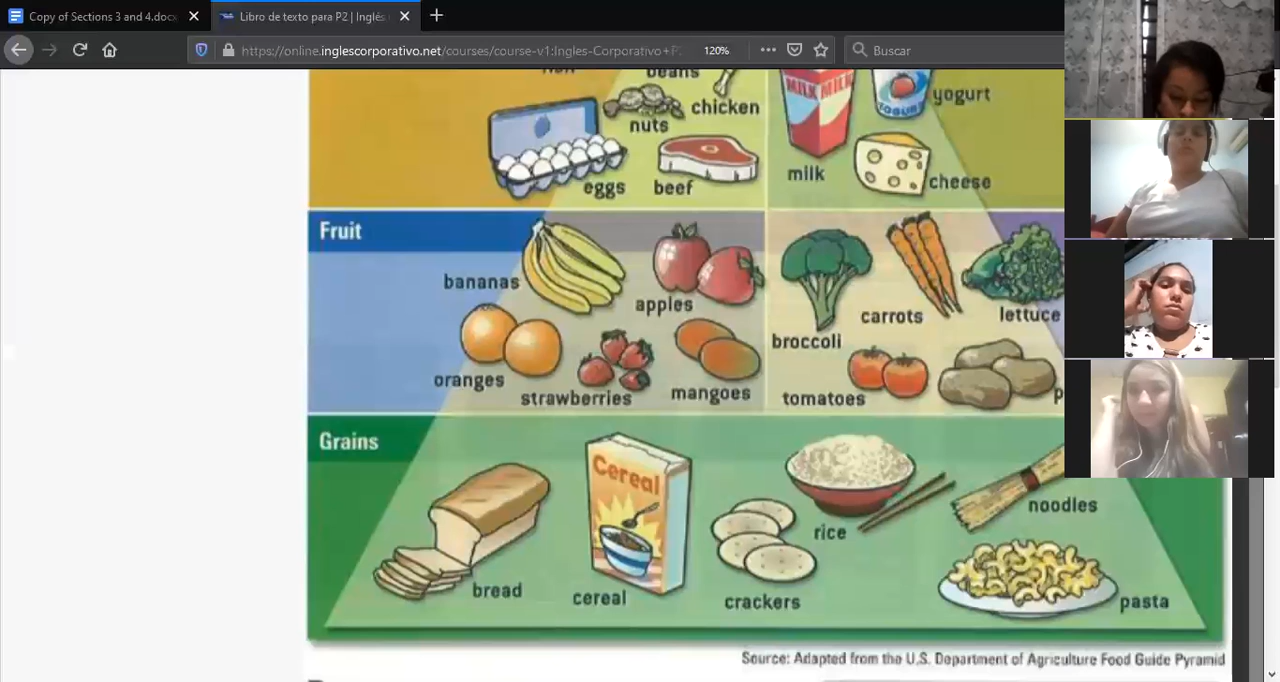 Copy of Sections 3 and 4.docx
Libro de texto para P2 | Inglés
https://online.inglescorporativo.net/courses/course-v1:Ingles-Corporativo+P
120%
Buscar
beans
chicken
nuts
eggs
beef
MILK MILK
yogurt
milk
cheese
Fruit
bananas
apples
oranges
strawberries
mangoes
broccoli
carrots
lettuce
tomatoes
Grains
Cereal
bread
cereal
crackers
rice
noodles
pasta
Source: Adapted from the U.S. Department of Agriculture Food Guide Pyramid